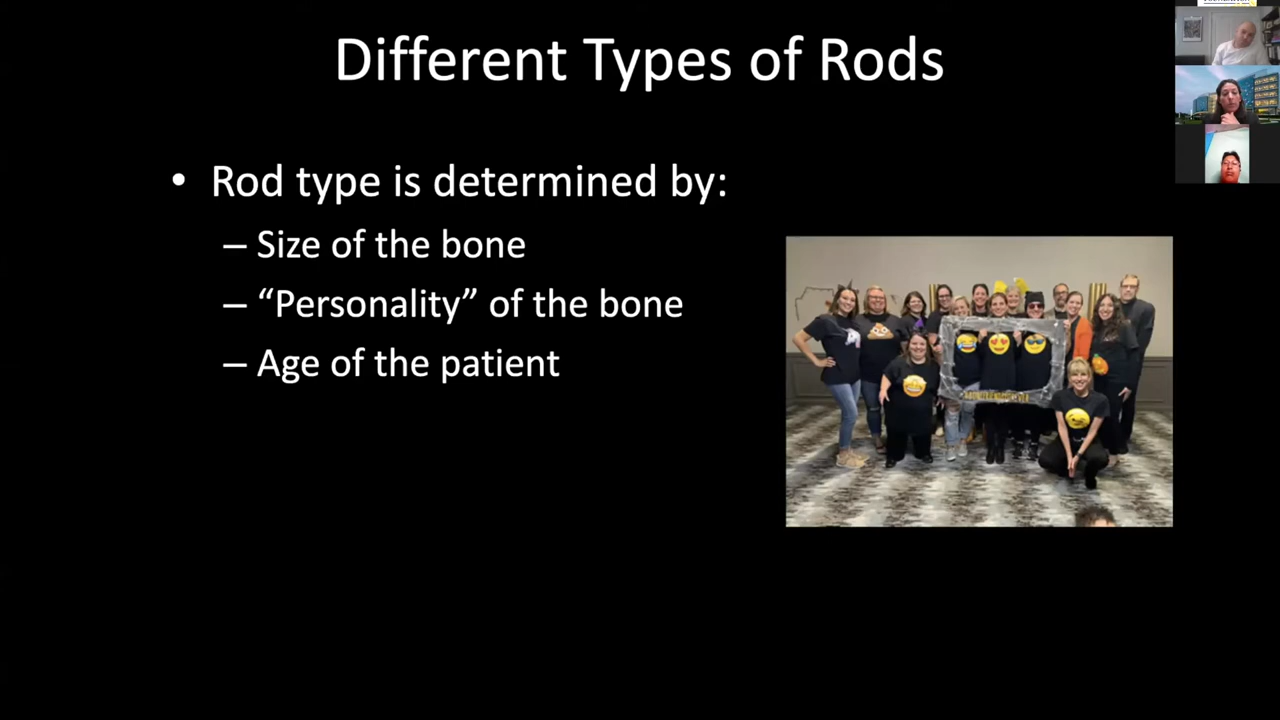 Different Types of Rods
• Rod type is determined by:
– Size of the bone
– “Personality” of the bone
– Age of the patient